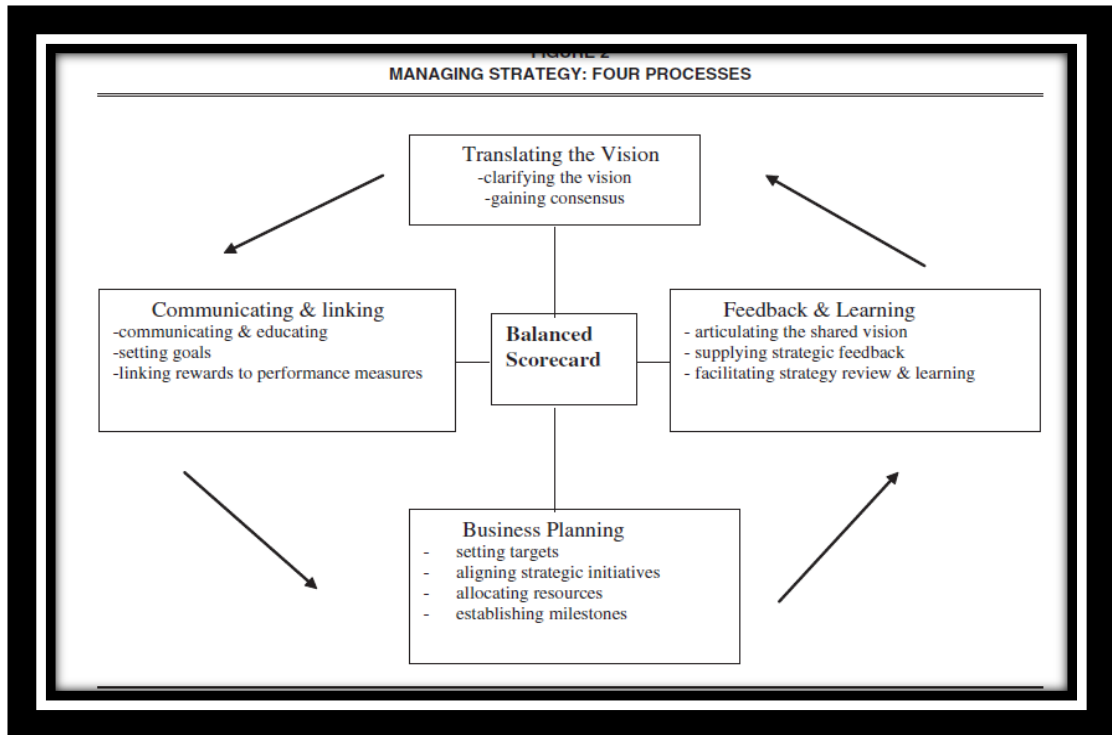 FIGURE 2
MANAGING STRATEGY: FOUR PROCESSES
Translating the Vision
-clarifying the vision
-gaining consensus
Communicating & linking
-communicating & educating
-setting goals
-linking rewards to performance measures
Balanced
Scorecard
Feedback & Learning
- articulating the shared vision
- supplying strategic feedback
- facilitating strategy review & learning
Business Planning
- setting targets
- aligning strategic initiatives
- allocating resources
- establishing milestones